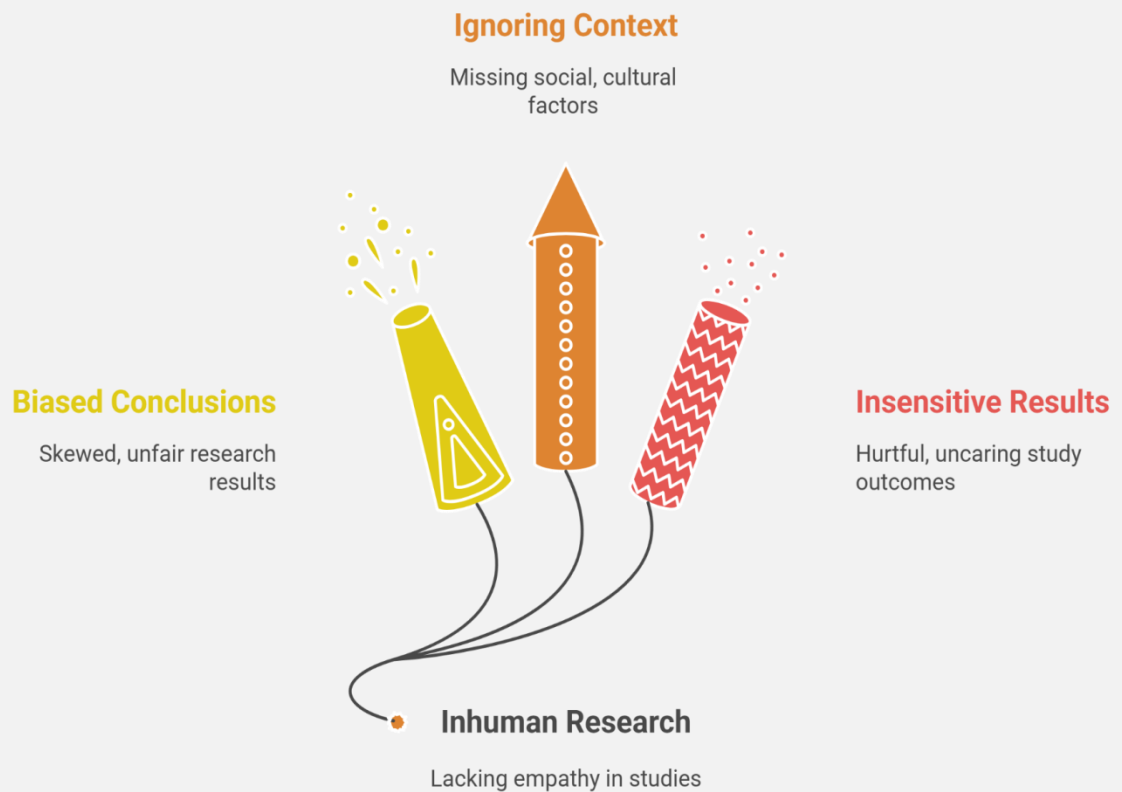 Ignoring Context
Missing social, cultural
factors
Biased Conclusions
Skewed, unfair research
results
Insensitive Results
Hurtful, uncaring study
outcomes
Inhuman Research
Lacking empathy in studies